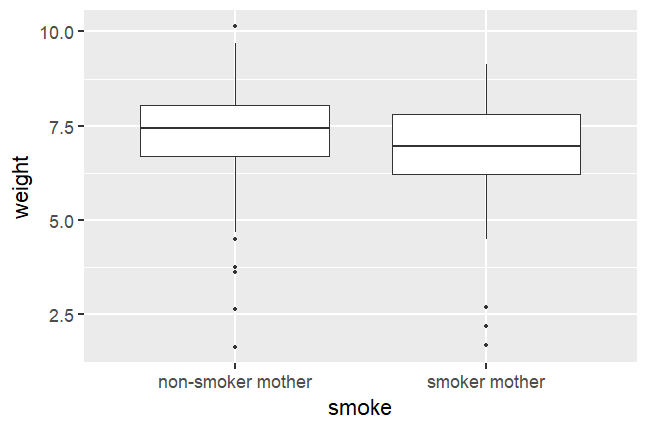 10.0
7.5
5.0
2.5
weight
non-smoker mother
smoker mother
smoke